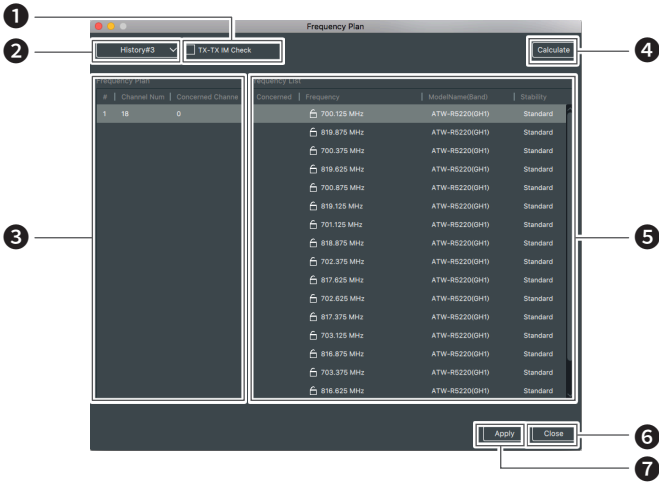 1
Frequency Plan
2 History#3 TX-TX IM Check Calculate 4
Frequency Plan Frequency List
# Channel Num Concerned Channe Concerned Frequency ModelName(Band) Stability
1 18 0 700.125 MHz ATW-R5220(GH1) Standard
819.875 MHz ATW-R5220(GH1) Standard
700.375 MHz ATW-R5220(GH1) Standard
819.625 MHz ATW-R5220(GH1) Standard
700.875 MHz ATW-R5220(GH1) Standard
819.125 MHz ATW-R5220(GH1) Standard
701.125 MHz ATW-R5220(GH1) Standard
3 818.875 MHz ATW-R5220(GH1) Standard 5
702.375 MHz ATW-R5220(GH1) Standard
817.625 MHz ATW-R5220(GH1) Standard
702.625 MHz ATW-R5220(GH1) Standard
817.375 MHz ATW-R5220(GH1) Standard
703.125 MHz ATW-R5220(GH1) Standard
816.875 MHz ATW-R5220(GH1) Standard
703.375 MHz ATW-R5220(GH1) Standard
816.625 MHz ATW-R5220(GH1) Standard
Apply Close 6
7